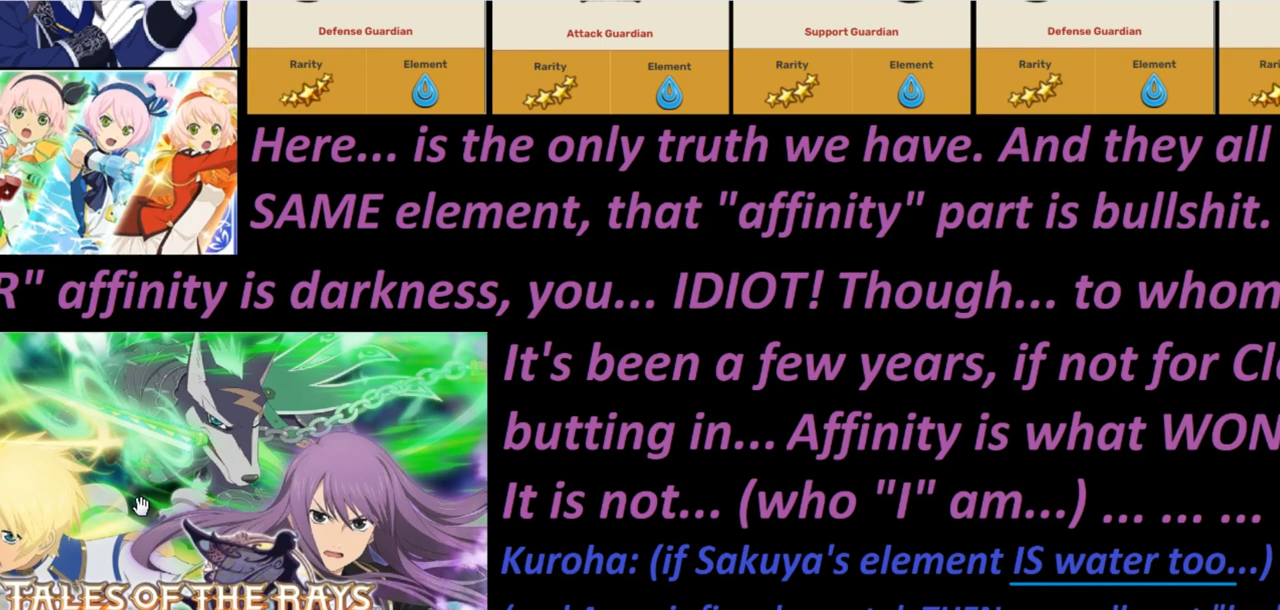 Defense Guardian Attack Guardian Support Guardian Defense Guardian
Rarity Element Rarity Element Rarity Element Rarity Element
Here... is the only truth we have. And they all
SAME element, that "affinity" part is bullshit.
R" affinity is darkness, you... IDIOT! Though... to whom
It's been a few years, if not for
butting in... Affinity is what WON
It is not... (who "I" am...) ... ... ...
Kuroha: (if Sakuya's element IS water too...)
TALES OF THE RAYS